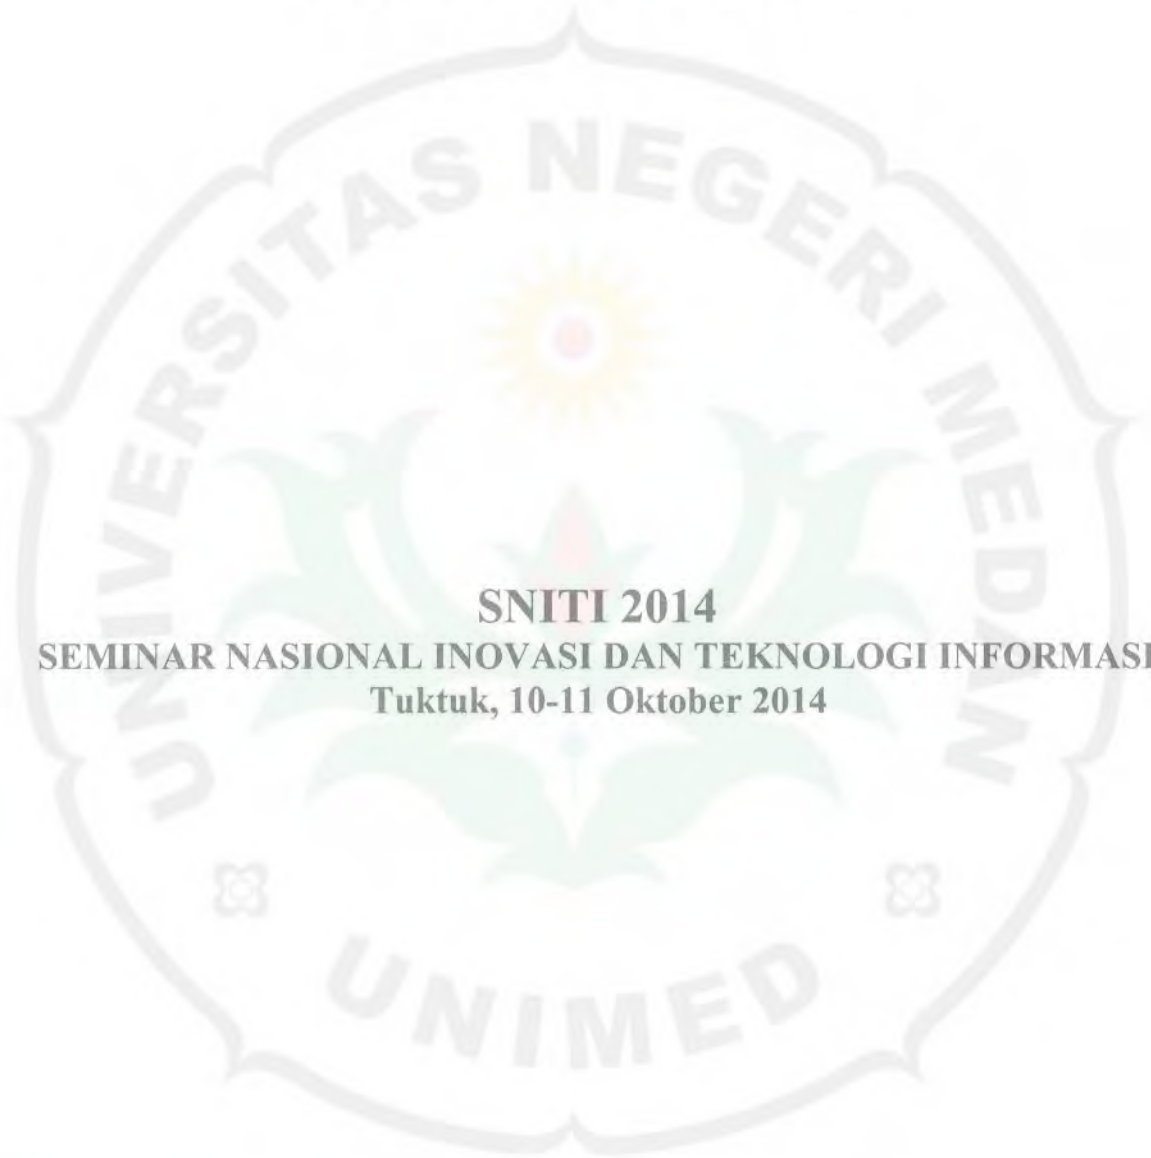 UNIVERSITAS NEGERI MEDAN
SNITI 2014
SEMINAR NASIONAL INOVASI DAN TEKNOLOGI INFORMASI
Tuktuk, 10-11 Oktober 2014
UNIMED